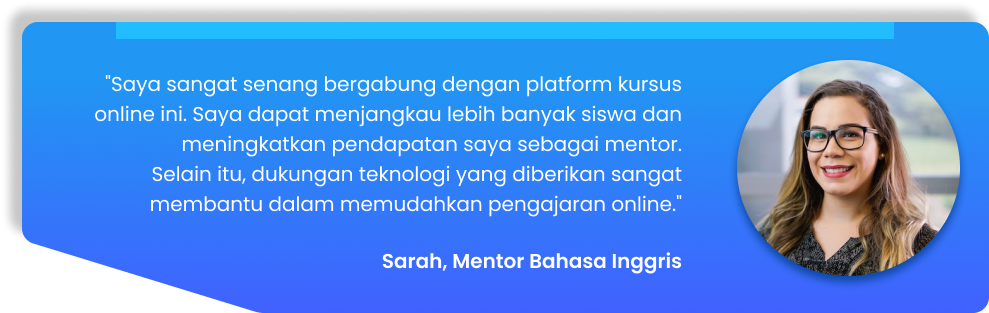 "Saya sangat senang bergabung dengan platform kursus
online ini. Saya dapat menjangkau lebih banyak siswa dan
meningkatkan pendapatan saya sebagai mentor.
Selain itu, dukungan teknologi yang diberikan sangat
membantu dalam memudahkan pengajaran online."
Sarah, Mentor Bahasa Inggris